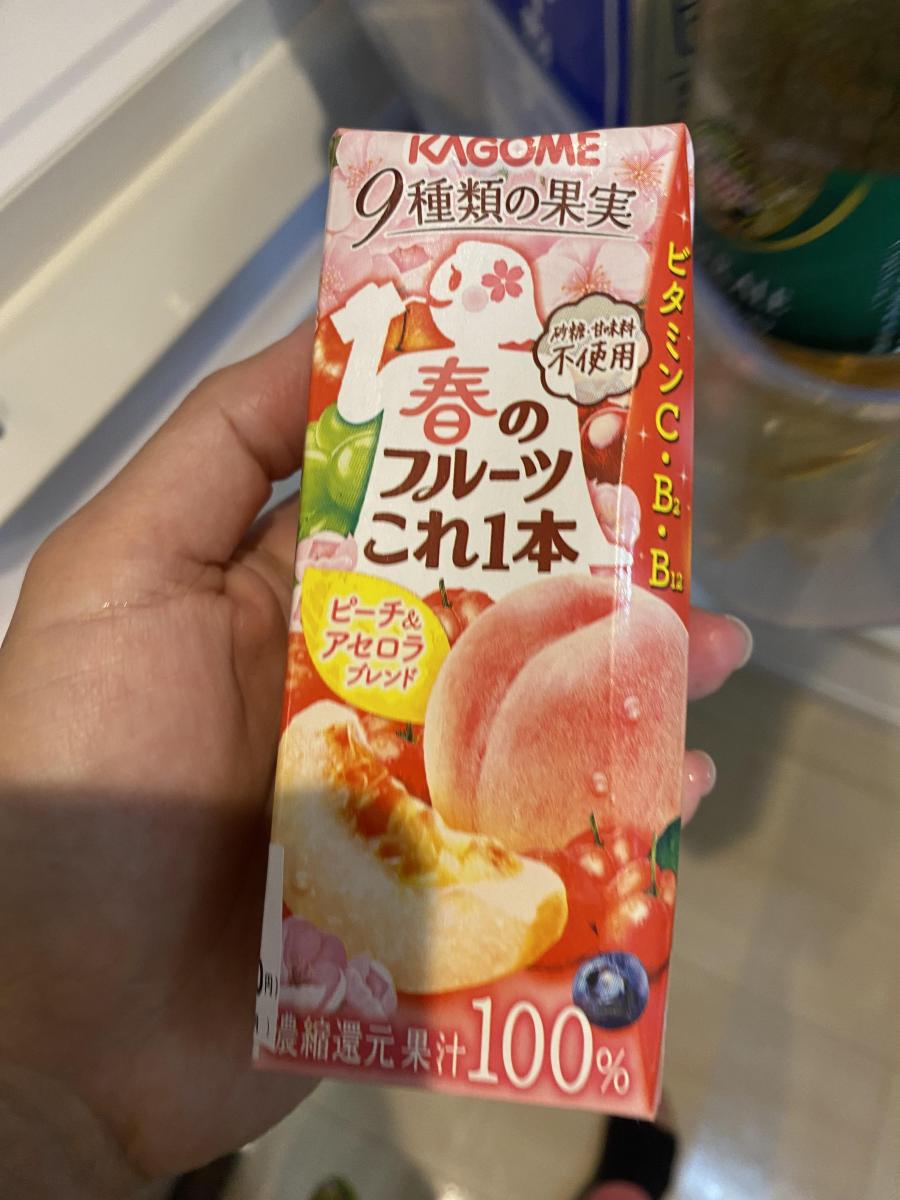 KAGOME
9種類の果実
砂糖・甘味料
不使用
春の
フルーツ
これ1本
ピーチ&
アセロラ
ブレンド
ビタミンC・B2・B12
濃縮還元 果汁100%
0円)